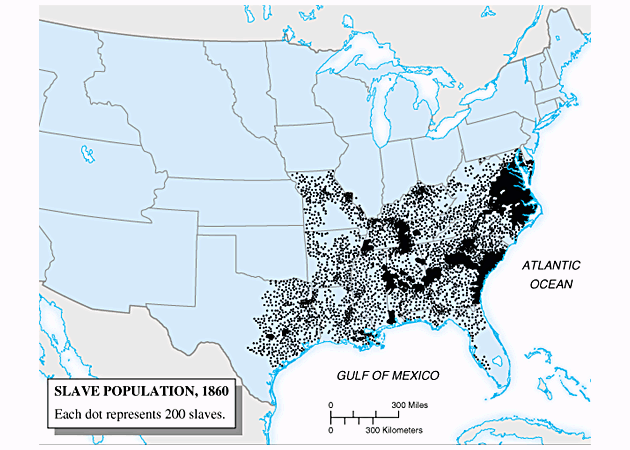 ATLANTIC
OCEAN
GULF OF MEXICO
SLAVE POPULATION, 1860
Each dot represents 200 slaves.
0 300 Miles
0 300 Kilometers